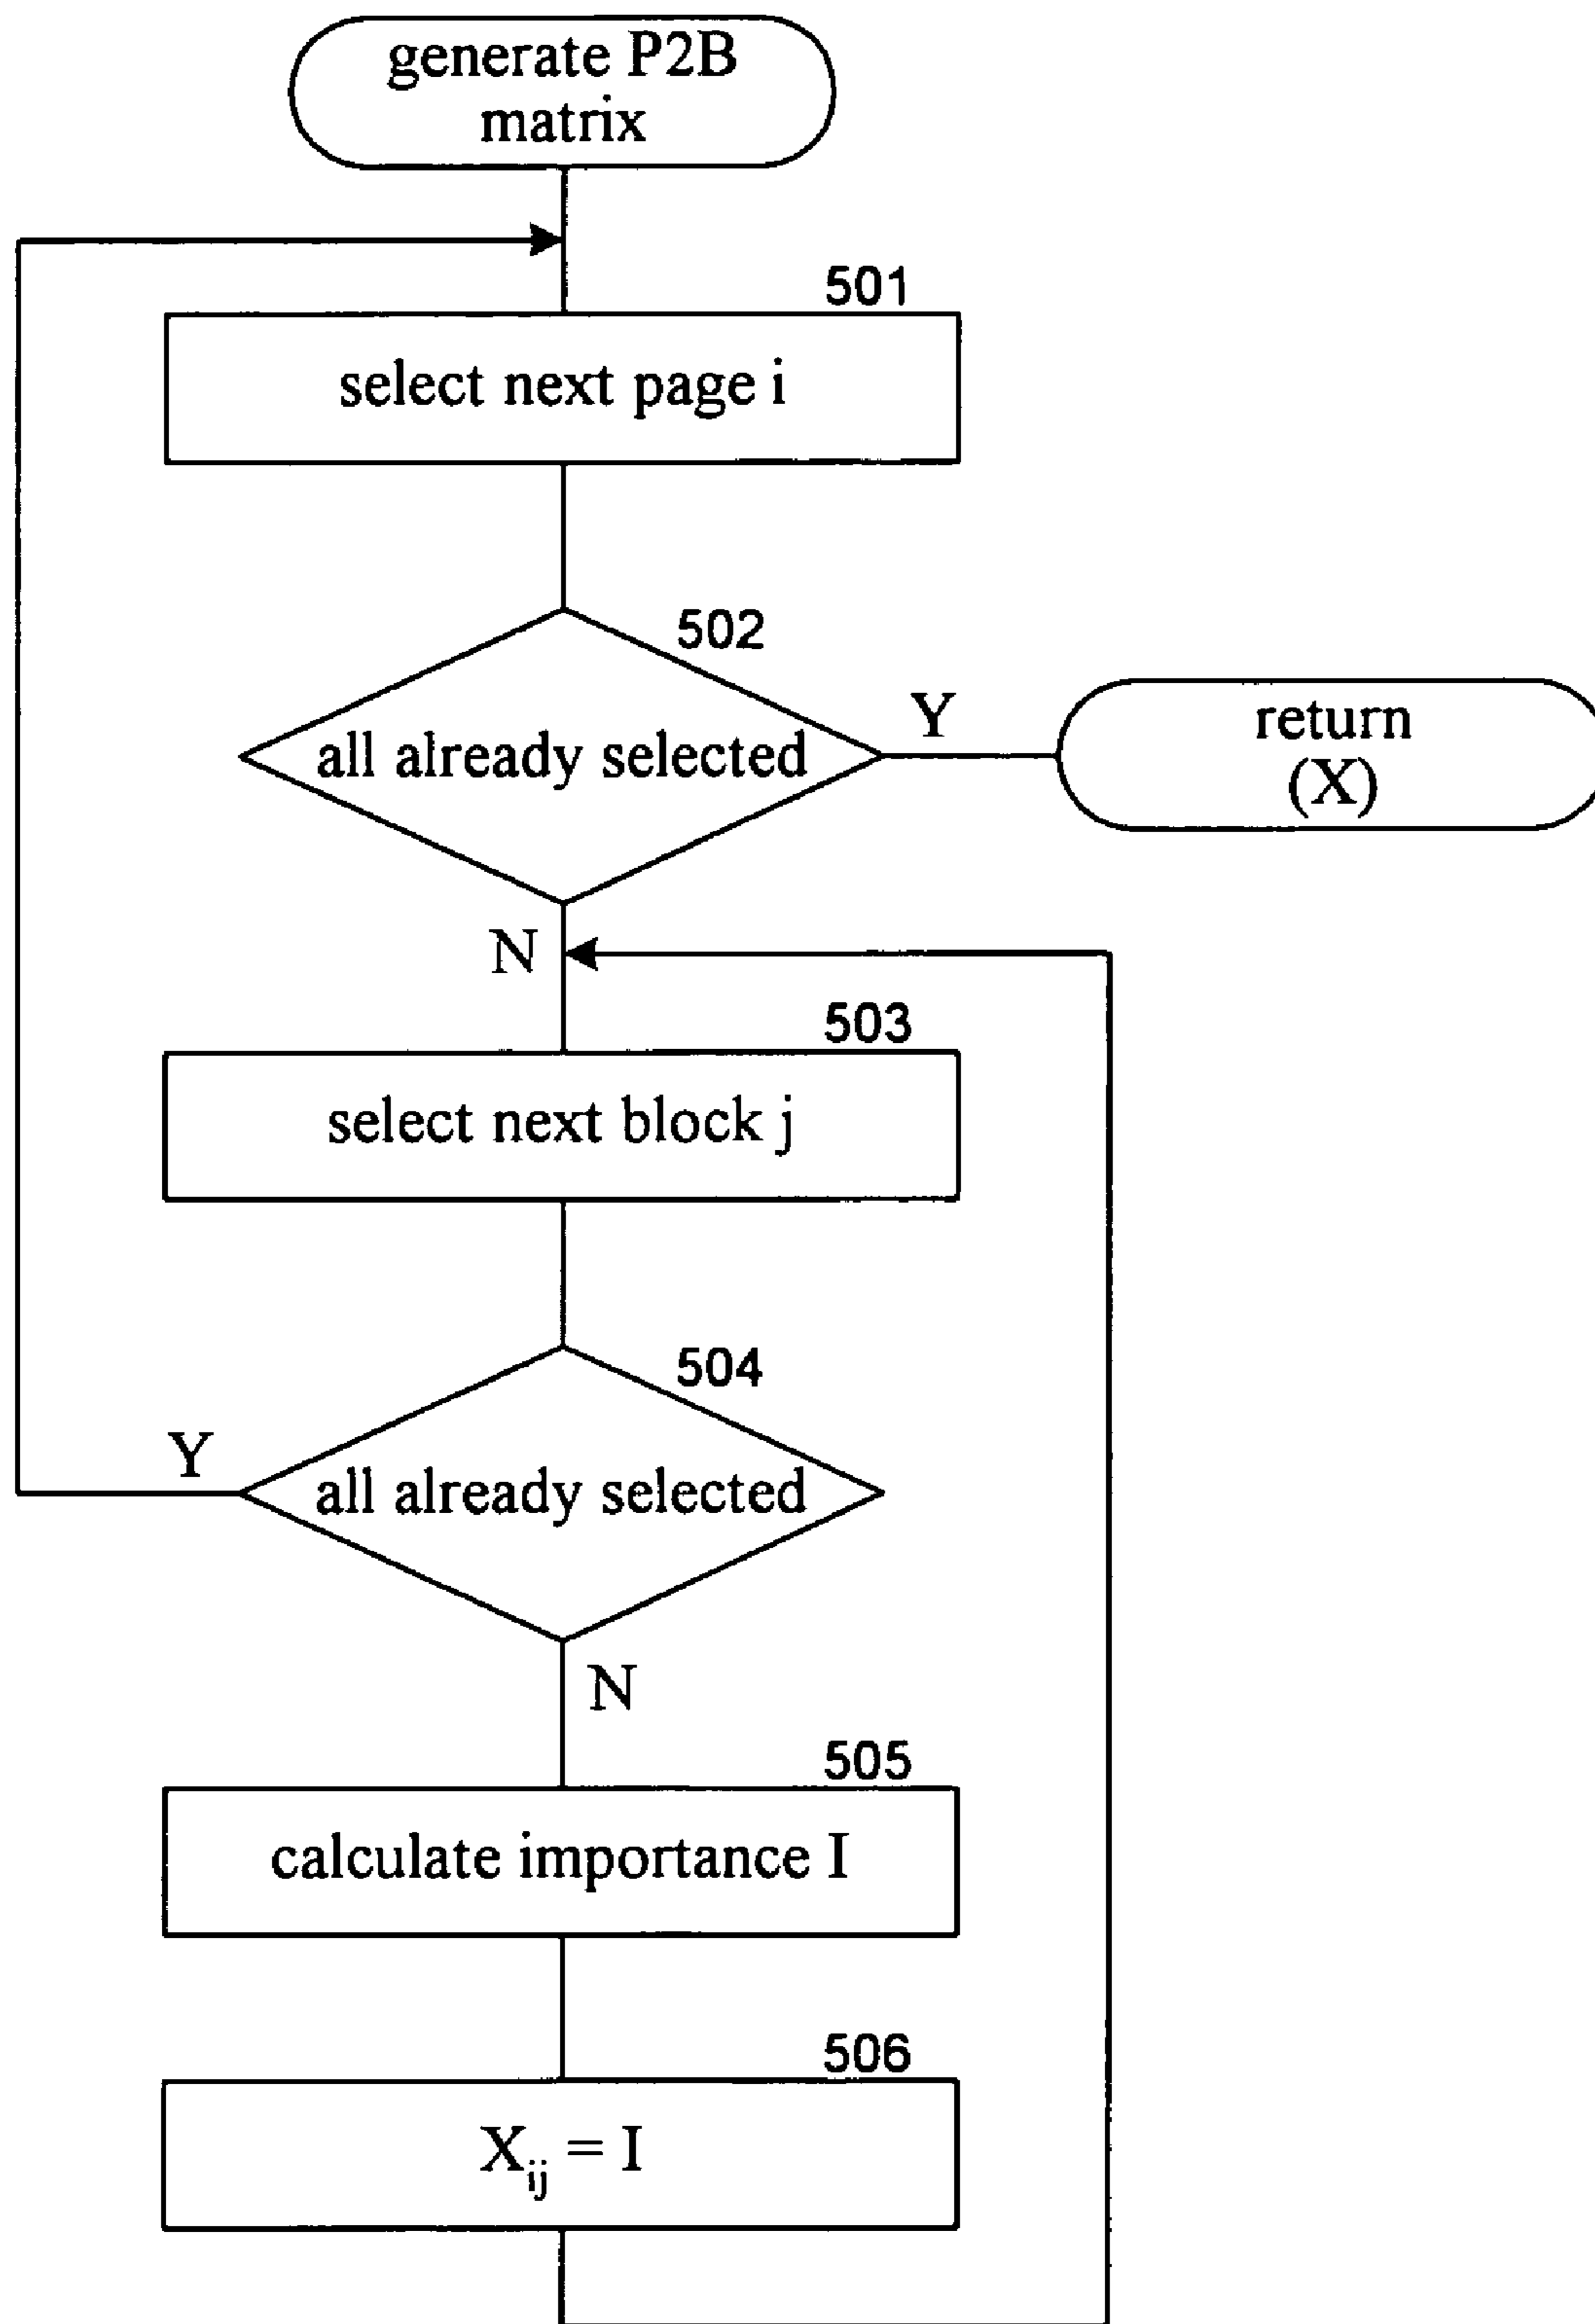 generate P2B
matrix
501
select next page i
502
all already selected
Y
return
(X)
N
503
select next block j
504
all already selected
Y
N
505
calculate importance I
506
X_ij = I